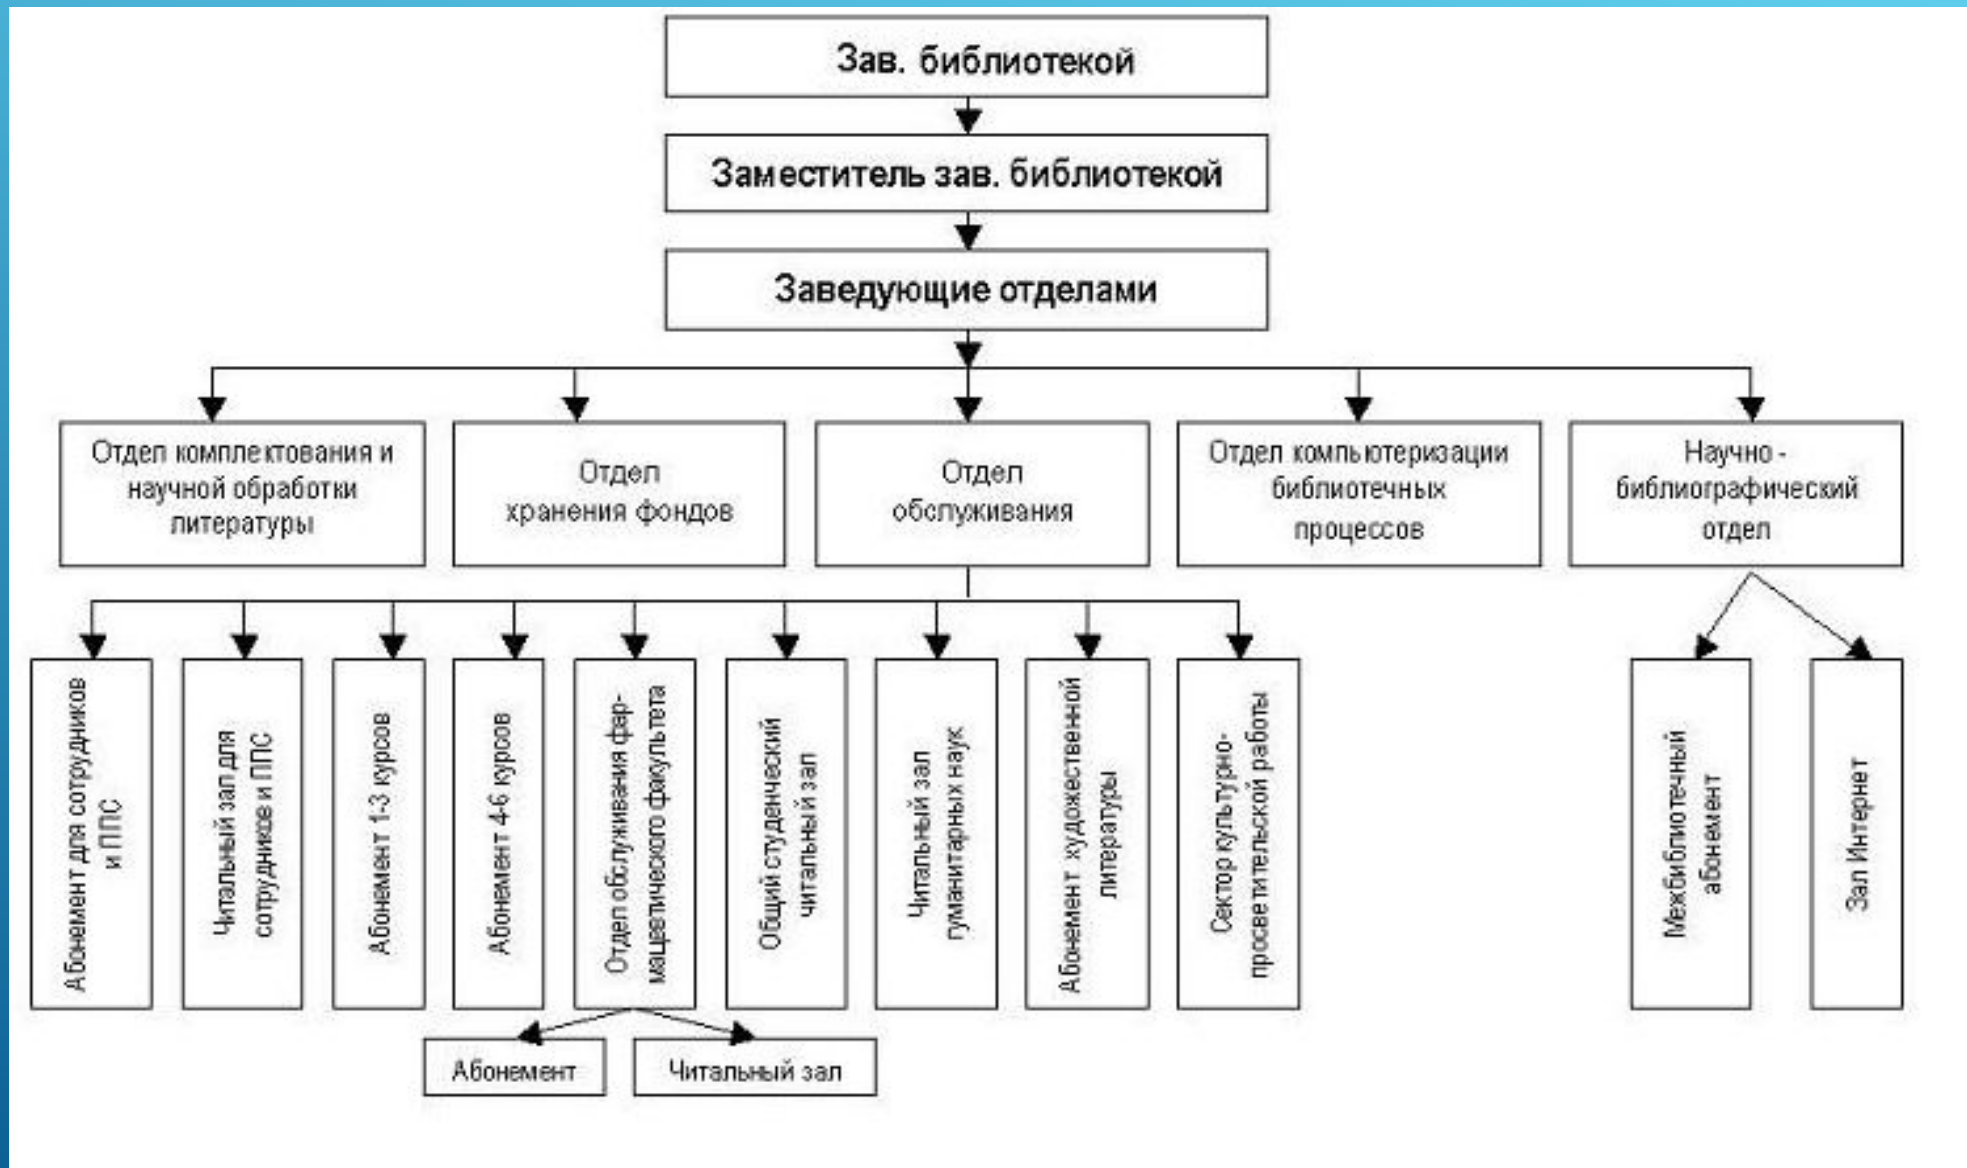 Зав. библиотекой
Заместитель зав. библиотекой
Заведующие отделами
Отдел комплектования и
научной обработки
литературы
Отдел
хранения фондов
Отдел
обслуживания
Отдел компьютеризации
библиотечных
процессов
Научно -
библиографический
отдел
Абонемент для сотрудников
и ППС
Читальный зал для
сотрудников и ППС
Абонемент 1-3 курсов
Абонемент 4-6 курсов
Отдел обслуживания фар-
мацевтического факультета
Общий студенческий
читальный зал
Читальный зал
гуманитарных наук
Абонемент художественной
литературы
Сектор культурно-
просветительской работы
Межбиблиотечный
абонемент
Зал Интернет
Абонемент
Читальный зал